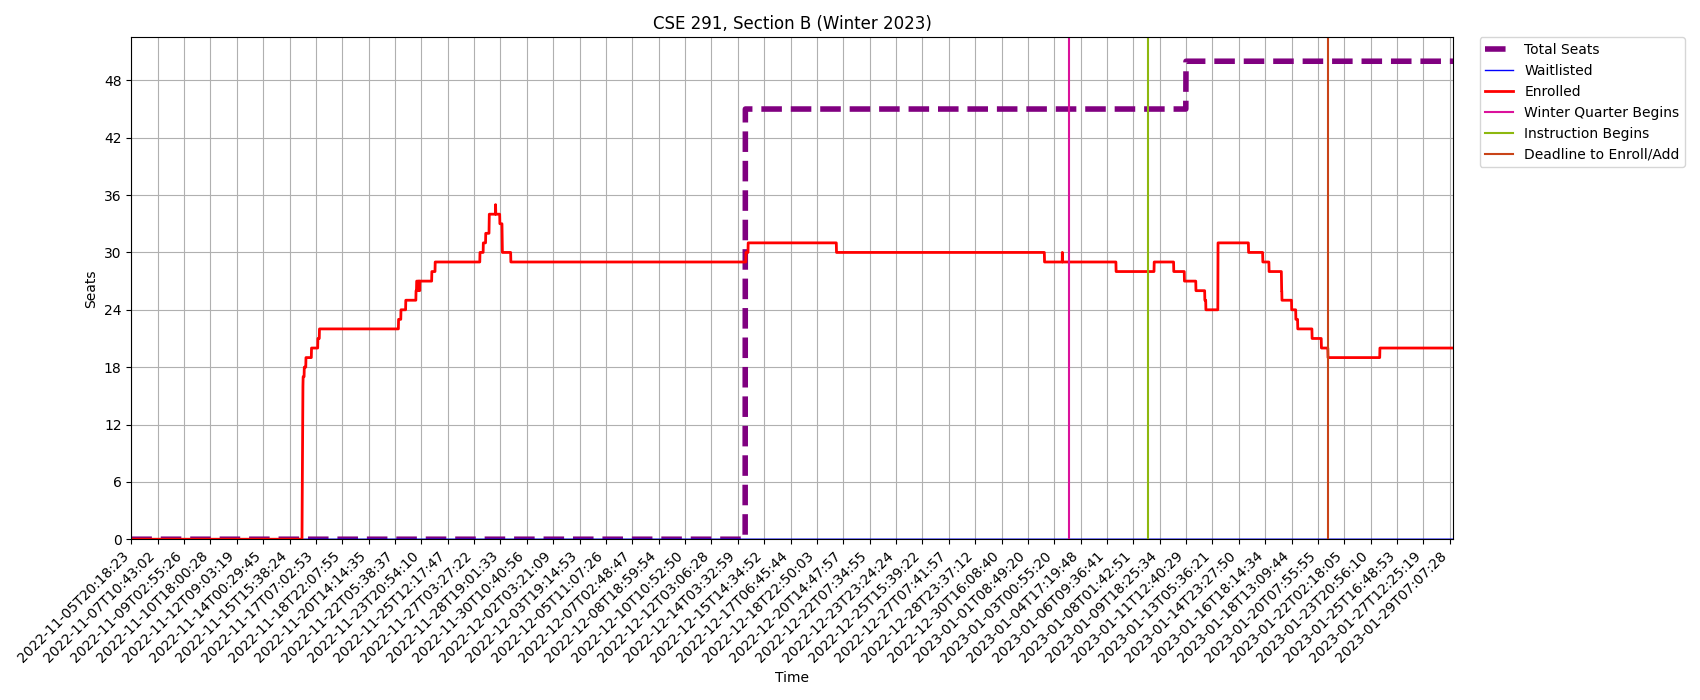 CSE 291, Section B (Winter 2023)
Total Seats
Waitlisted
Enrolled
Winter Quarter Begins
Instruction Begins
Deadline to Enroll/Add
Seats
48
42
36
30
24
18
12
6
0
2022-11-05T20:18:23
2022-11-07T10:43:02
2022-11-09T02:55:26
2022-11-10T18:00:28
2022-11-12T09:03:19
2022-11-14T00:29:45
2022-11-15T15:38:24
2022-11-17T07:02:53
2022-11-18T22:07:55
2022-11-20T14:14:35
2022-11-22T05:38:37
2022-11-23T20:54:10
2022-11-25T12:17:47
2022-11-27T03:27:22
2022-11-28T19:01:33
2022-11-30T10:40:56
2022-12-02T03:21:09
2022-12-03T19:14:53
2022-12-05T11:07:26
2022-12-07T02:48:47
2022-12-08T18:59:54
2022-12-10T10:52:50
2022-12-12T03:06:28
2022-12-14T03:32:59
2022-12-15T14:34:52
2022-12-17T06:45:44
2022-12-18T22:50:03
2022-12-20T14:47:57
2022-12-22T07:34:55
2022-12-23T23:24:24
2022-12-25T15:39:22
2022-12-27T07:41:57
2022-12-28T23:37:12
2022-12-30T16:08:40
2023-01-01T08:49:20
2023-01-03T00:55:20
2023-01-04T17:19:48
2023-01-06T09:36:41
2023-01-08T01:42:51
2023-01-09T18:25:34
2023-01-11T12:40:29
2023-01-13T05:36:21
2023-01-14T23:27:50
2023-01-16T18:14:34
2023-01-18T13:09:44
2023-01-20T07:55:55
2023-01-22T02:18:05
2023-01-23T20:56:10
2023-01-25T16:48:53
2023-01-27T12:25:19
2023-01-29T07:07:28
Time